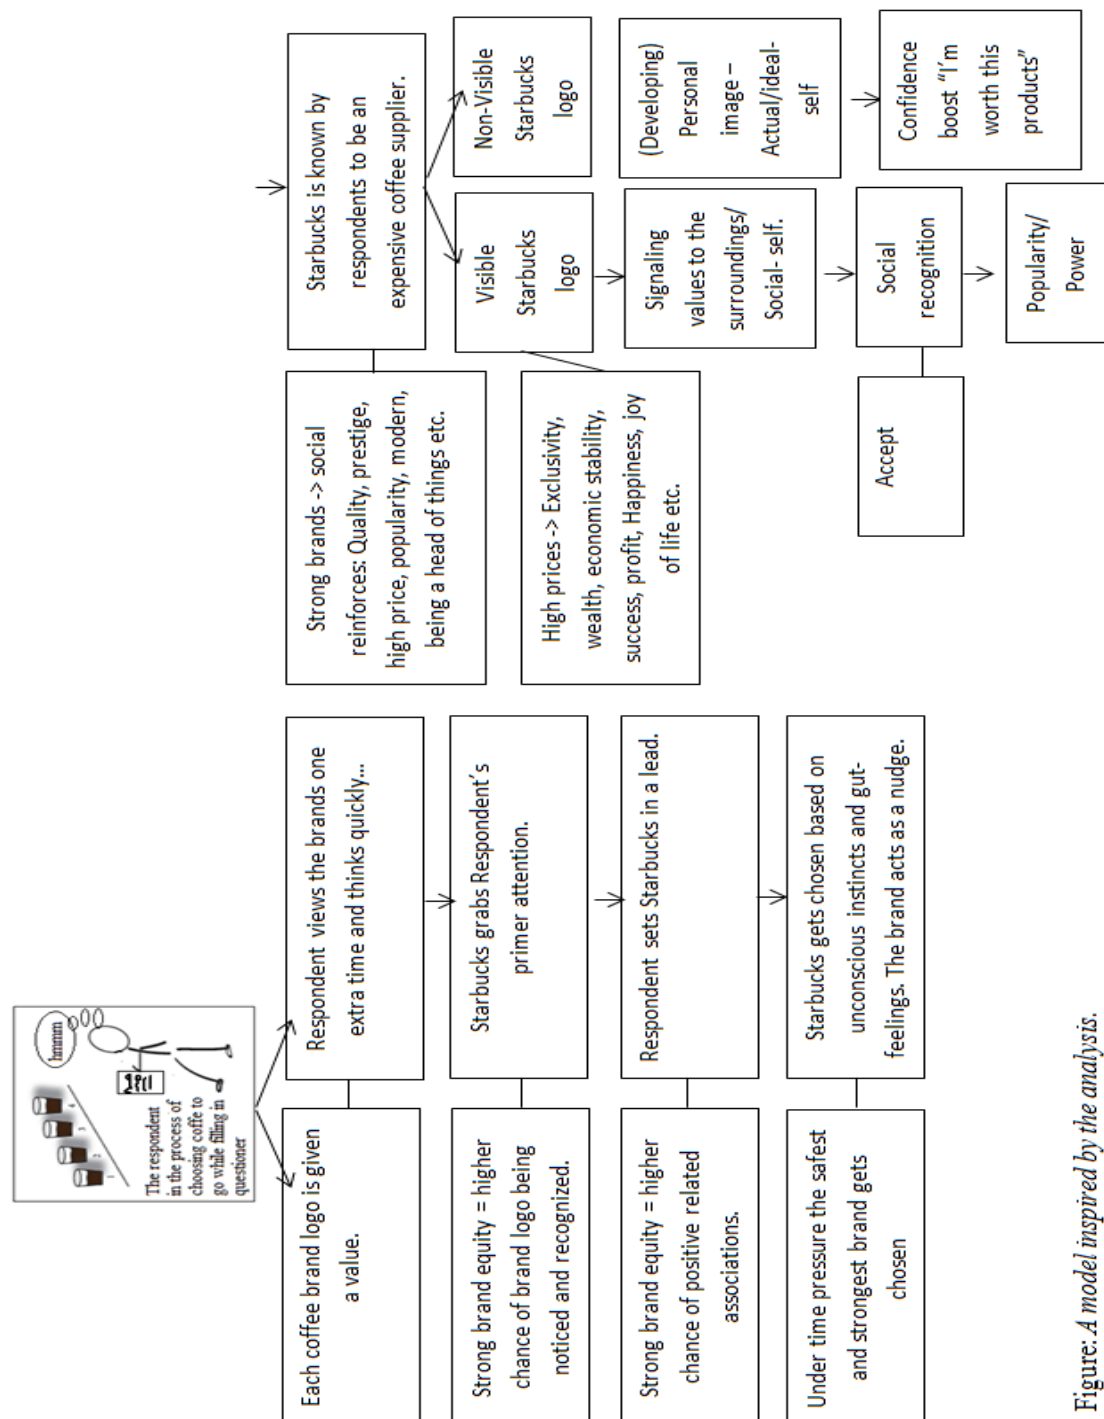 hmmm
1
2
3
4
The respondent
in the process of
choosing coffe to
go while filling in
questioner
Each coffee brand logo is given
a value.
Respondent views the brands one
extra time and thinks quickly...
Strong brand equity = higher
chance of brand logo being
noticed and recognized.
Starbucks grabs Respondent´s
primer attention.
Strong brand equity = higher
chance of positive related
associations.
Respondent sets Starbucks in a lead.
Under time pressure the safest
and strongest brand gets
chosen
Starbucks gets chosen based on
unconscious instincts and gut-
feelings. The brand acts as a nudge.
Strong brands -> social
reinforces: Quality, prestige,
high price, popularity, modern,
being a head of things etc.
Starbucks is known by
respondents to be an
expensive coffee supplier.
High prices -> Exclusivity,
wealth, economic stability,
success, profit, Happiness, joy
of life etc.
Visible
Starbucks
logo
Non-Visible
Starbucks
logo
Signaling
values to the
surroundings/
Social- self.
(Developing)
Personal
image –
Actual/ideal-
self
Accept
Social
recognition
Confidence
boost “I´m
worth this
products”
Popularity/
Power
Figure: A model inspired by the analysis.